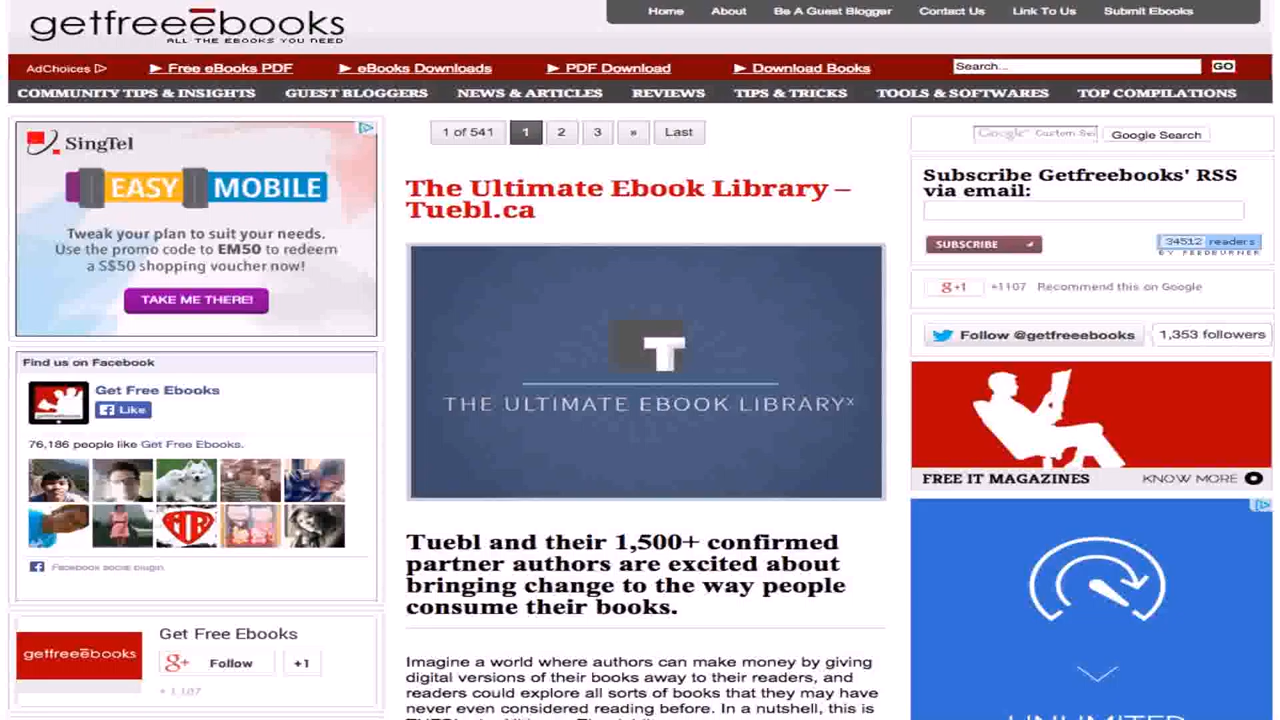 getfreeebooks
ALL THE EBOOKS YOU NEED
Home About Be A Guest Blogger Contact Us Link To Us Submit Ebooks
AdChoices ► Free eBooks PDF ► eBooks Downloads ► PDF Download ► Download Books Search... GO
COMMUNITY TIPS & INSIGHTS GUEST BLOGGERS NEWS & ARTICLES REVIEWS TIPS & TRICKS TOOLS & SOFTWARES TOP COMPILATIONS
SingTel
EASY MOBILE
Tweak your plan to suit your needs.
Use the promo code to EM50 to redeem
a S$50 shopping voucher now!
TAKE ME THERE!
Find us on Facebook
Get Free Ebooks
Like
76,186 people like Get Free Ebooks.
Facebook social plugin
getfreeebooks
Get Free Ebooks
g+ Follow +1
+ 1,107
1 of 541 1 2 3 » Last
The Ultimate Ebook Library –
Tuebl.ca
T
THE ULTIMATE EBOOK LIBRARY
Tuebl and their 1,500+ confirmed
partner authors are excited about
bringing change to the way people
consume their books.
Imagine a world where authors can make money by giving
digital versions of their books away to their readers, and
readers could explore all sorts of books that they may have
never even considered reading before. In a nutshell, this is
Google Custom Google Search
Subscribe Getfreebooks' RSS
via email:
SUBSCRIBE
34512 readers
BY FEEDBURNER
g+1 +1107 Recommend this on Google
Follow @getfreeebooks 1,353 followers
FREE IT MAGAZINES KNOW MORE
UNLIMITED